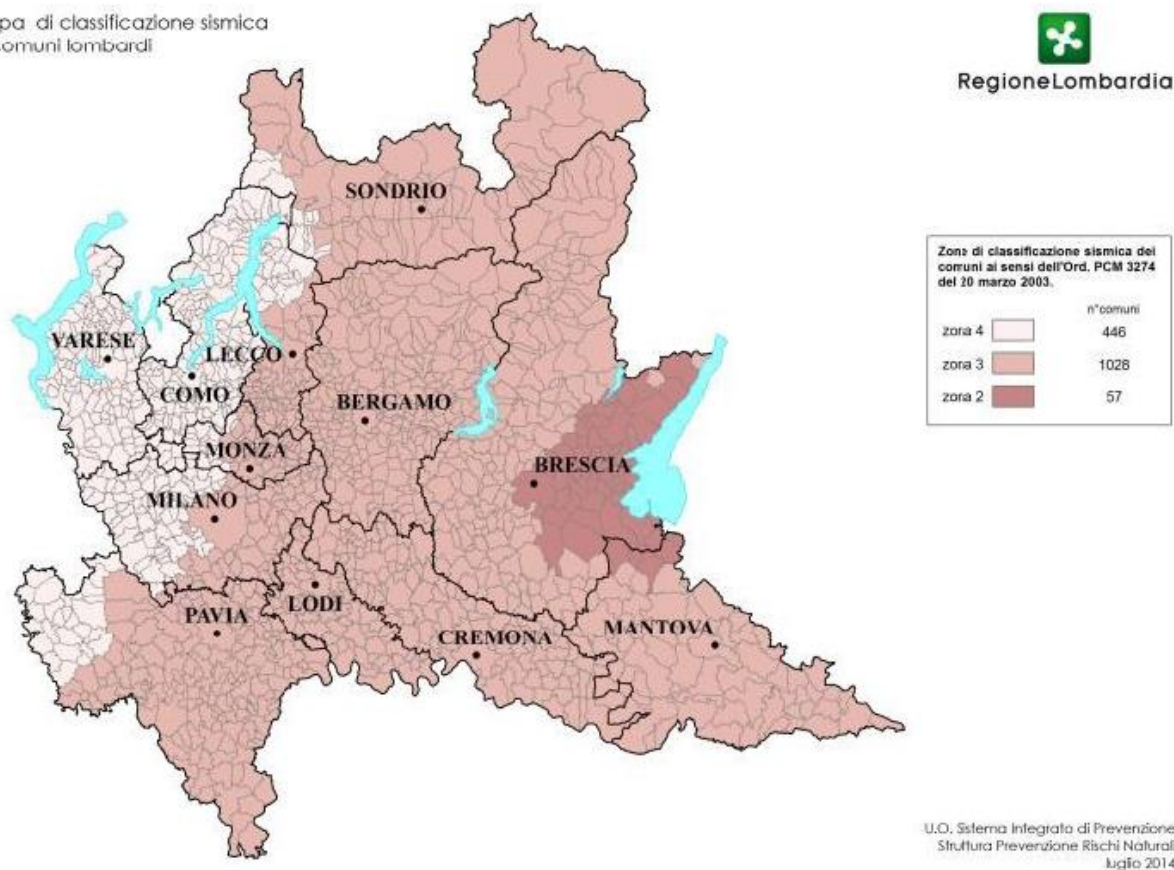 pa di classificazione sismica
comuni lombardi
RegioneLombardia
SONDRIO
VARESE
LECCO
COMO
BERGAMO
MONZA
BRESCIA
MILANO
PAVIA
LODI
CREMONA
MANTOVA
Zone di classificazione sismica dei
comuni ai sensi dell'Ord. PCM 3274
del 20 marzo 2003.
n°comuni
zona 4 446
zona 3 1028
zona 2 57
U.O. Sistema Integrato di Prevenzione
Struttura Prevenzione Rischi Natural
luglio 2014